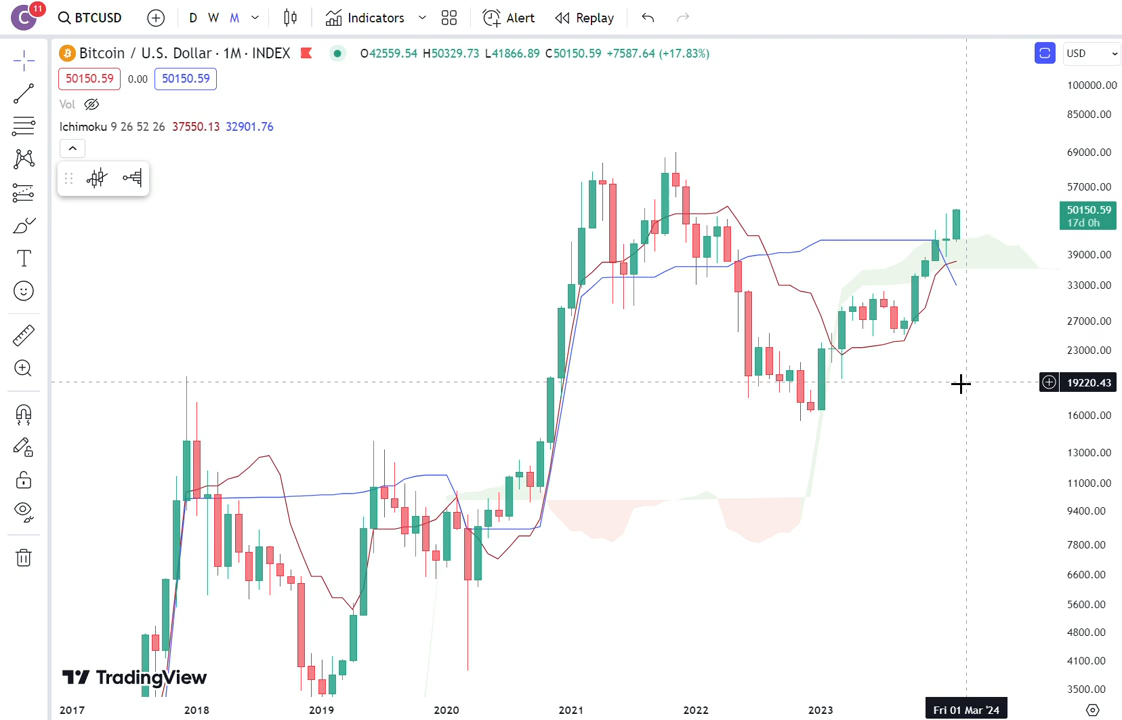 C 11 BTCUSD D W M Indicators Alert Replay
Bitcoin / U.S. Dollar · 1M · INDEX O42559.54 H50329.73 L41866.89 C50150.59 +7587.64 (+17.83%) USD
50150.59 0.00 50150.59
Vol
Ichimoku 9 26 52 26 37550.13 32901.76
100000.00
85000.00
69000.00
57000.00
50150.59
17d 0h
39000.00
33000.00
27000.00
23000.00
19220.43
16000.00
13000.00
11000.00
9400.00
7800.00
6600.00
5600.00
4800.00
4100.00
3500.00
TradingView
2017 2018 2019 2020 2021 2022 2023 Fri 01 Mar '24